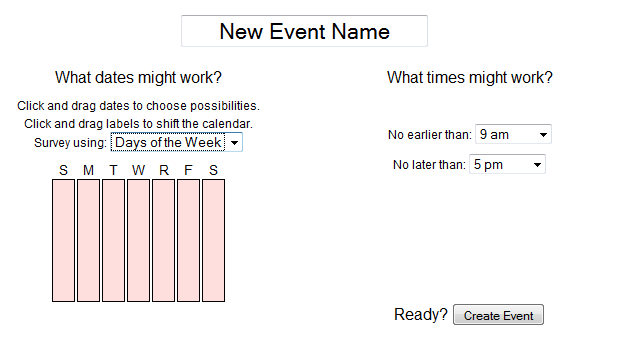 New Event Name
What dates might work?
Click and drag dates to choose possibilities.
Click and drag labels to shift the calendar.
Survey using: Days of the Week
S M T W R F S
What times might work?
No earlier than: 9 am
No later than: 5 pm
Ready? Create Event